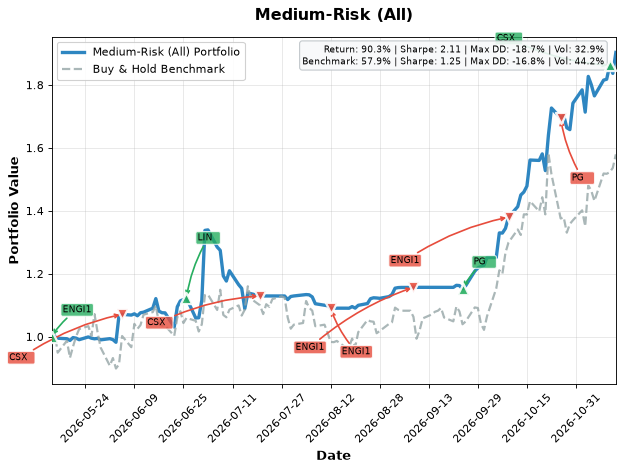 Medium-Risk (All)
CSX
Medium-Risk (All) Portfolio
Buy & Hold Benchmark
Return: 90.3% | Sharpe: 2.11 | Max DD: -18.7% | Vol: 32.9%
Benchmark: 57.9% | Sharpe: 1.25 | Max DD: -16.8% | Vol: 44.2%
1.8
1.6
1.4
1.2
1.0
Portfolio Value
PG
LIN
ENGI1
PG
ENGI1
CSX
CSX
ENGI1
ENGI1
2026-05-24
2026-06-09
2026-06-25
2026-07-11
2026-07-27
2026-08-12
2026-08-28
2026-09-13
2026-09-29
2026-10-15
2026-10-31
Date